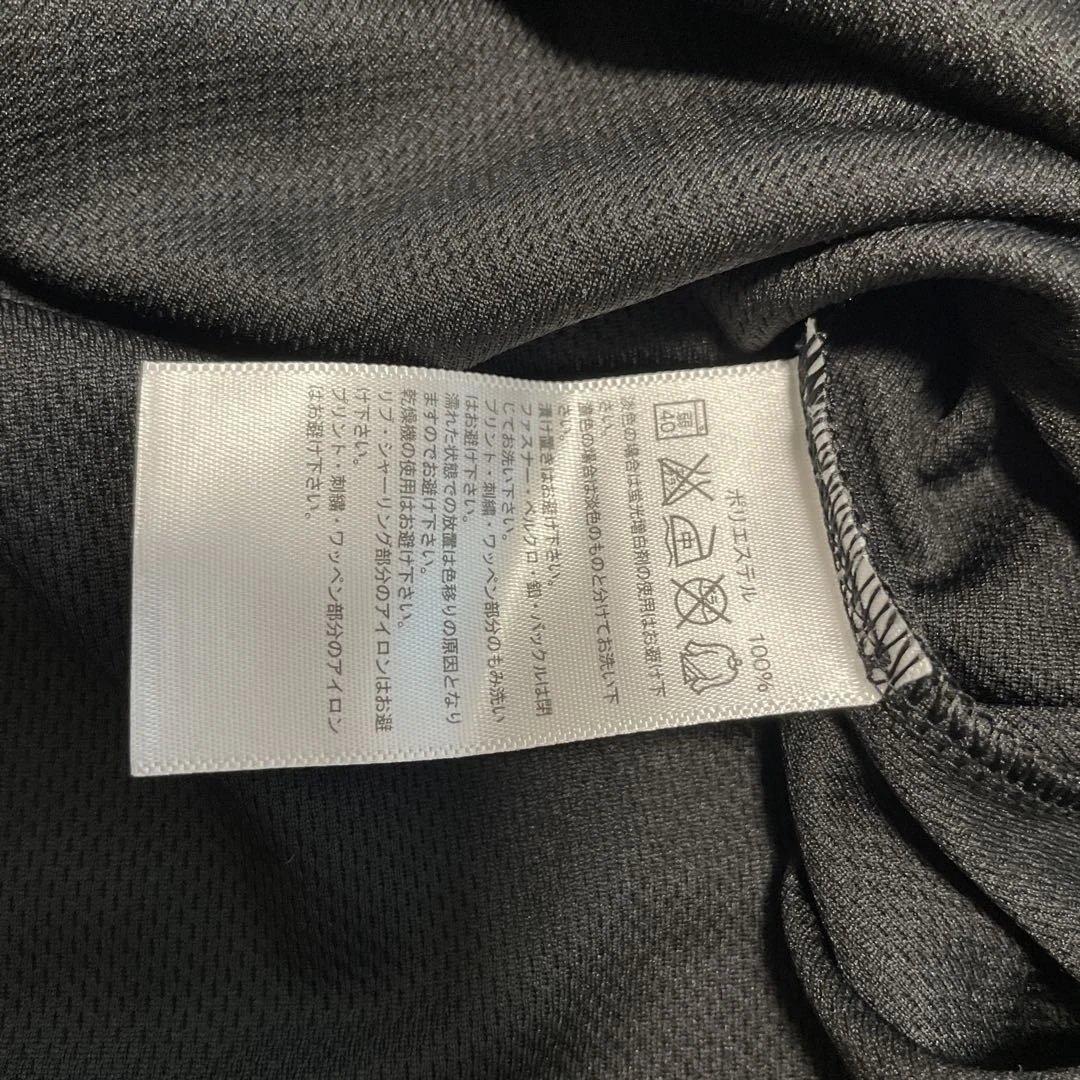 ポリエステル 100%
弱
40
淡色の場合は蛍光増白剤の使用はお避け下
さい。
濃色の場合は淡色のものと分けてお洗い下
さい。
漬け置きはお避け下さい。
ファスナー・ベルクロ・釦・バックルは閉
じてお洗い下さい。
プリント・刺繍・ワッペン部分のもみ洗い
はお避け下さい。
濡れた状態での放置は色移りの原因となり
ますのでお避け下さい。
乾燥機の使用はお避け下さい。
リブ・シャーリング部分のアイロンはお避
け下さい。
プリント・刺繍・ワッペン部分のアイロン
はお避け下さい。